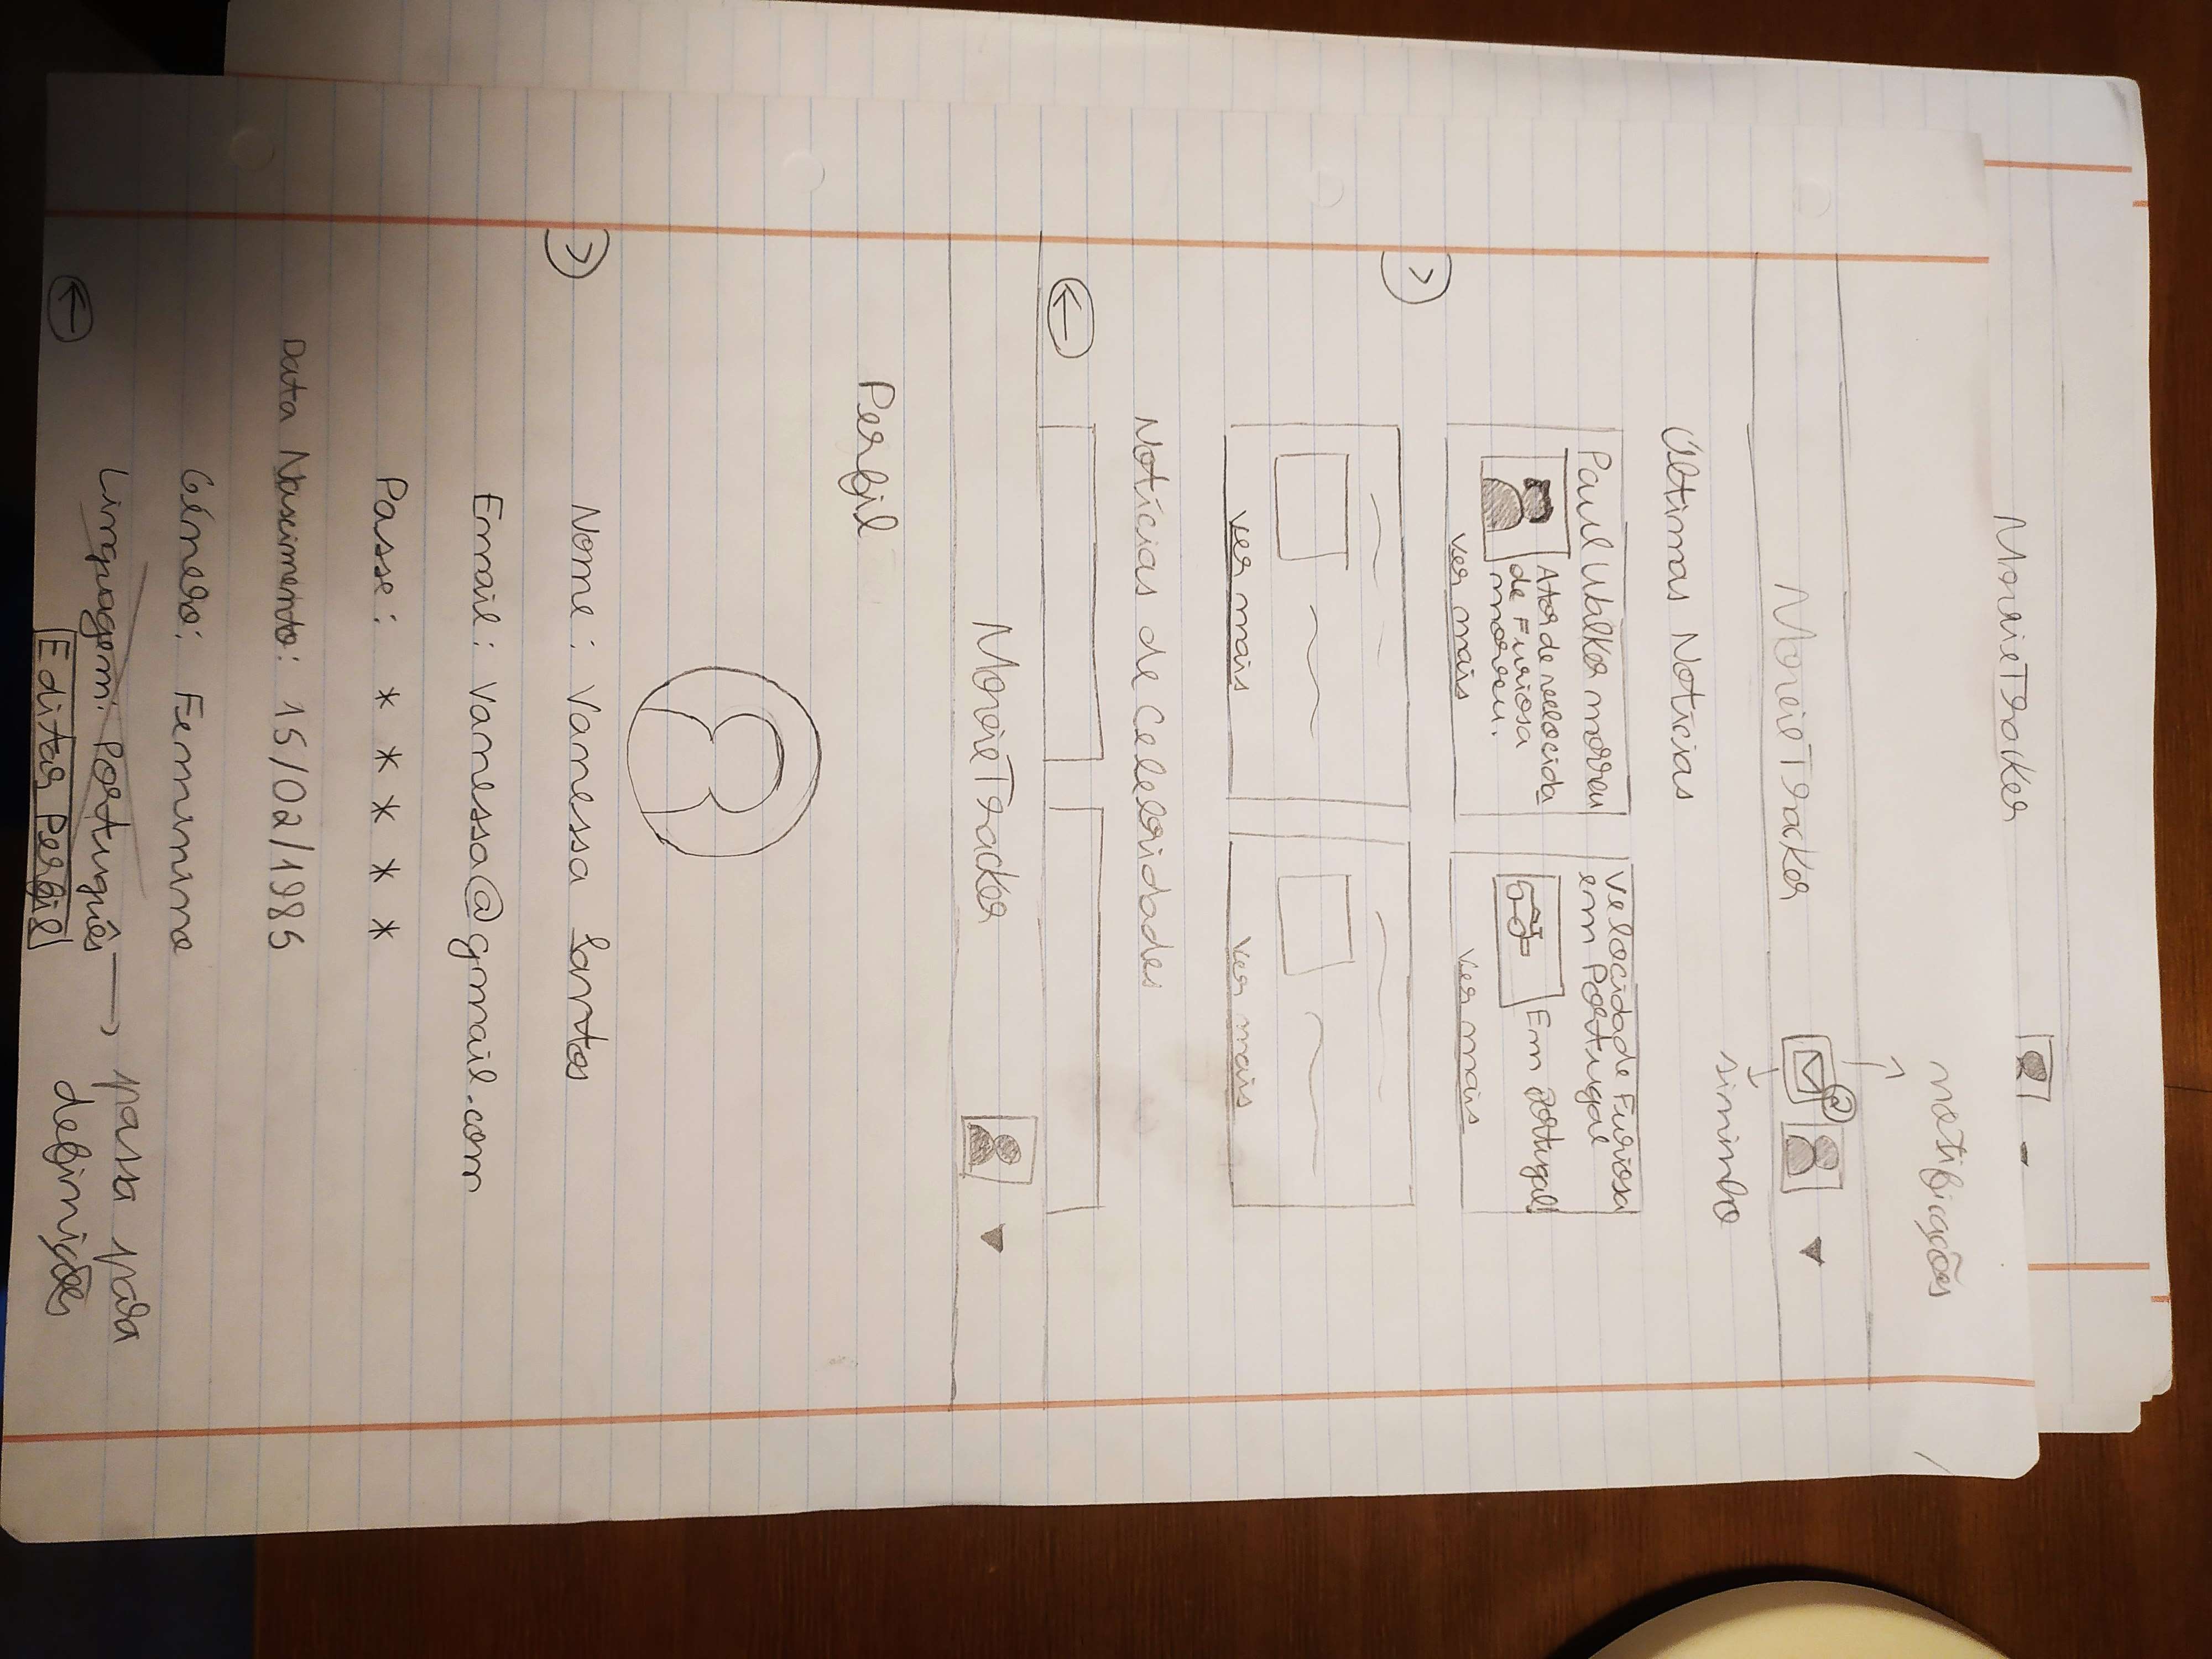 MovieTracker
notificações
MovieTracker
sininho
Últimas Notícias
Paul Walker morreu
Ator de velocida
de Furiosa
morreu.
ver mais
Velocidade Furiosa
em Portugal
Em Portugal!
ver mais
ver mais
ver mais
Notícias de Celebridades
MovieTracker
Perfil
Nome: Vanessa Santos
Email: vanessa@gmail.com
Passe: * * * * *
Data Nascimento: 15/02/1985
Género: Feminino
Linguagem: Português → passa para
definições
Editar Perfil